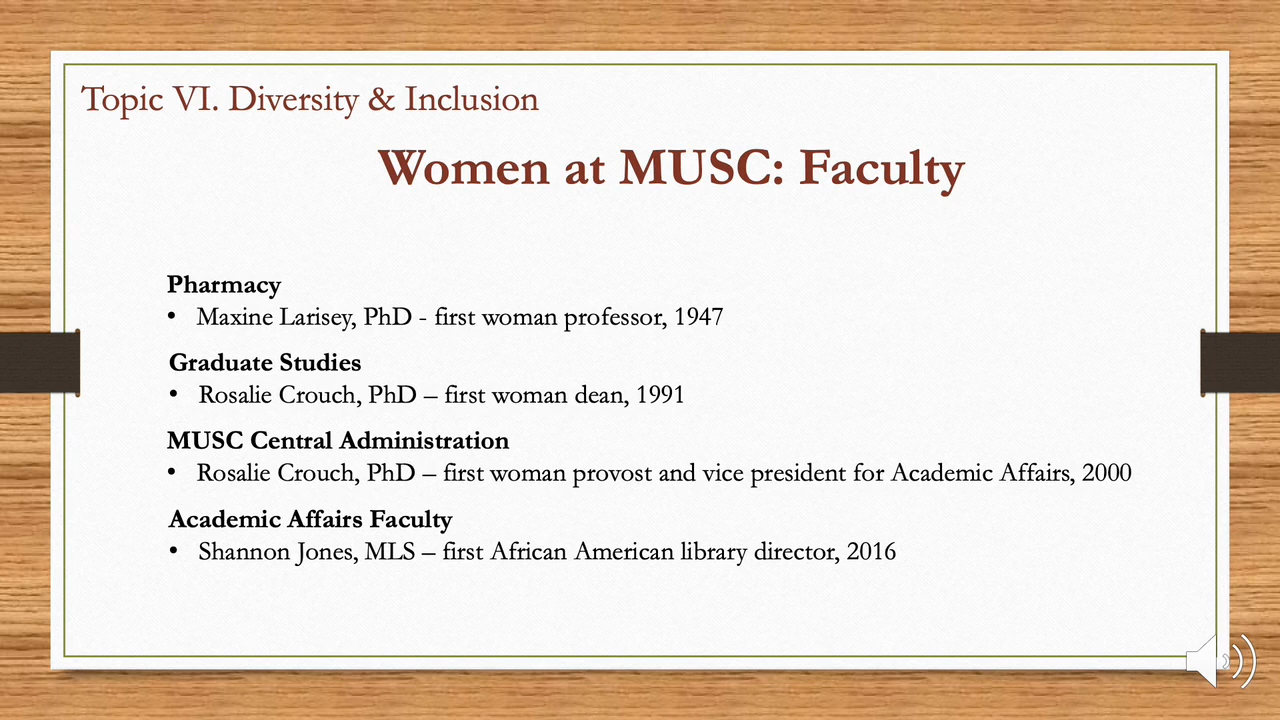 Topic VI. Diversity & Inclusion
Women at MUSC: Faculty
Pharmacy
• Maxine Larisey, PhD - first woman professor, 1947
Graduate Studies
• Rosalie Crouch, PhD – first woman dean, 1991
MUSC Central Administration
• Rosalie Crouch, PhD – first woman provost and vice president for Academic Affairs, 2000
Academic Affairs Faculty
• Shannon Jones, MLS – first African American library director, 2016